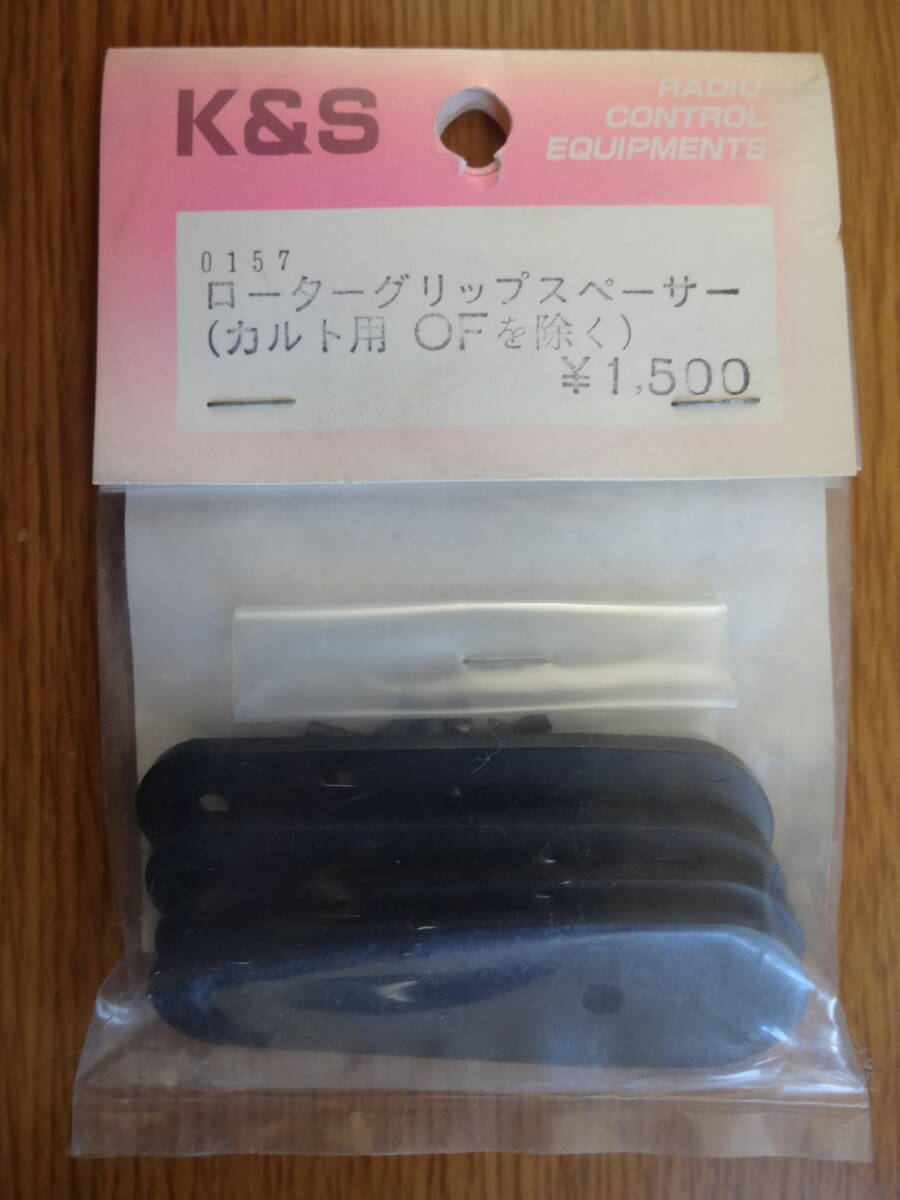 K&S
RADIO
CONTROL
EQUIPMENTS
0157
ローターグリップスペーサー
(カルト用 OFを除く)
¥1,500